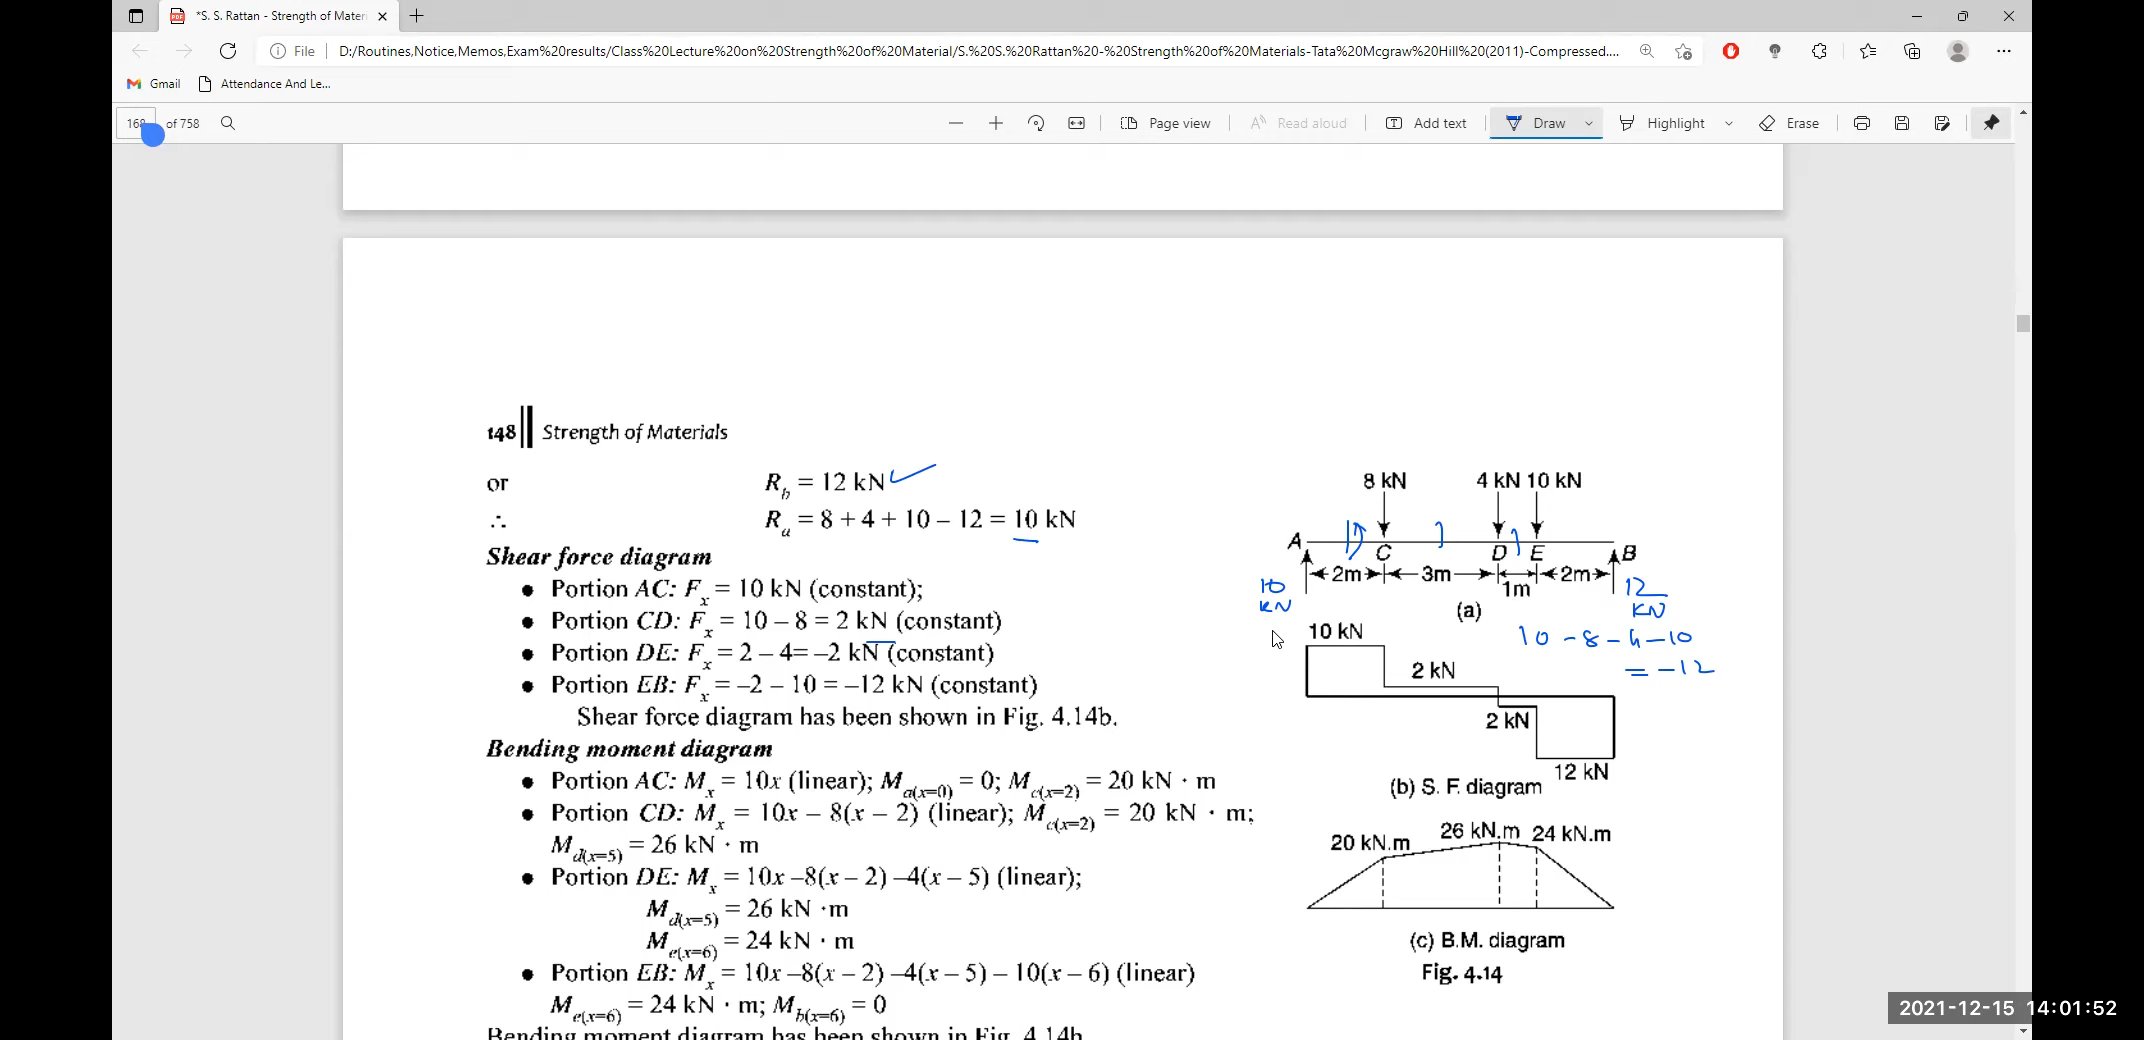 *S. S. Rattan - Strength of Mater
File
D:/Routines,Notice,Memos,Exam%20results/Class%20Lecture%20on%20Strength%20of%20Material/S.%20S.%20Rattan%20-%20Strength%20of%20Materials-Tata%20Mcgraw%20Hill%20(2011)-Compressed....
Gmail
Attendance And Le...
168 of 758
Page view
Read aloud
Add text
Draw
Highlight
Erase
148 Strength of Materials
or R_b = 12 kN
∴ R_a = 8 + 4 + 10 – 12 = 10 kN
Shear force diagram
• Portion AC: F_x = 10 kN (constant);
• Portion CD: F_x = 10 – 8 = 2 kN (constant)
• Portion DE: F_x = 2 – 4= –2 kN (constant)
• Portion EB: F_x = –2 – 10 = –12 kN (constant)
Shear force diagram has been shown in Fig. 4.14b.
Bending moment diagram
• Portion AC: M_x = 10x (linear); M_a(x=0) = 0; M_c(x=2) = 20 kN · m
• Portion CD: M_x = 10x – 8(x – 2) (linear); M_c(x=2) = 20 kN · m;
M_d(x=5) = 26 kN · m
• Portion DE: M_x = 10x –8(x – 2) –4(x – 5) (linear);
M_d(x=5) = 26 kN ·m
M_e(x=6) = 24 kN · m
• Portion EB: M_x = 10x –8(x – 2) –4(x – 5) – 10(x – 6) (linear)
M_e(x=6) = 24 kN · m; M_b(x=6) = 0
Bending moment diagram has been shown in Fig. 4.14b
8 kN 4 kN 10 kN
A C D E B
2m 3m 1m 2m
10 kN
12 kN
(a)
10 - 8 - 4 - 10
= - 12
10 kN
2 kN
2 kN
12 kN
(b) S. F. diagram
20 kN.m 26 kN.m 24 kN.m
(c) B.M. diagram
Fig. 4.14
2021-12-15 14:01:52